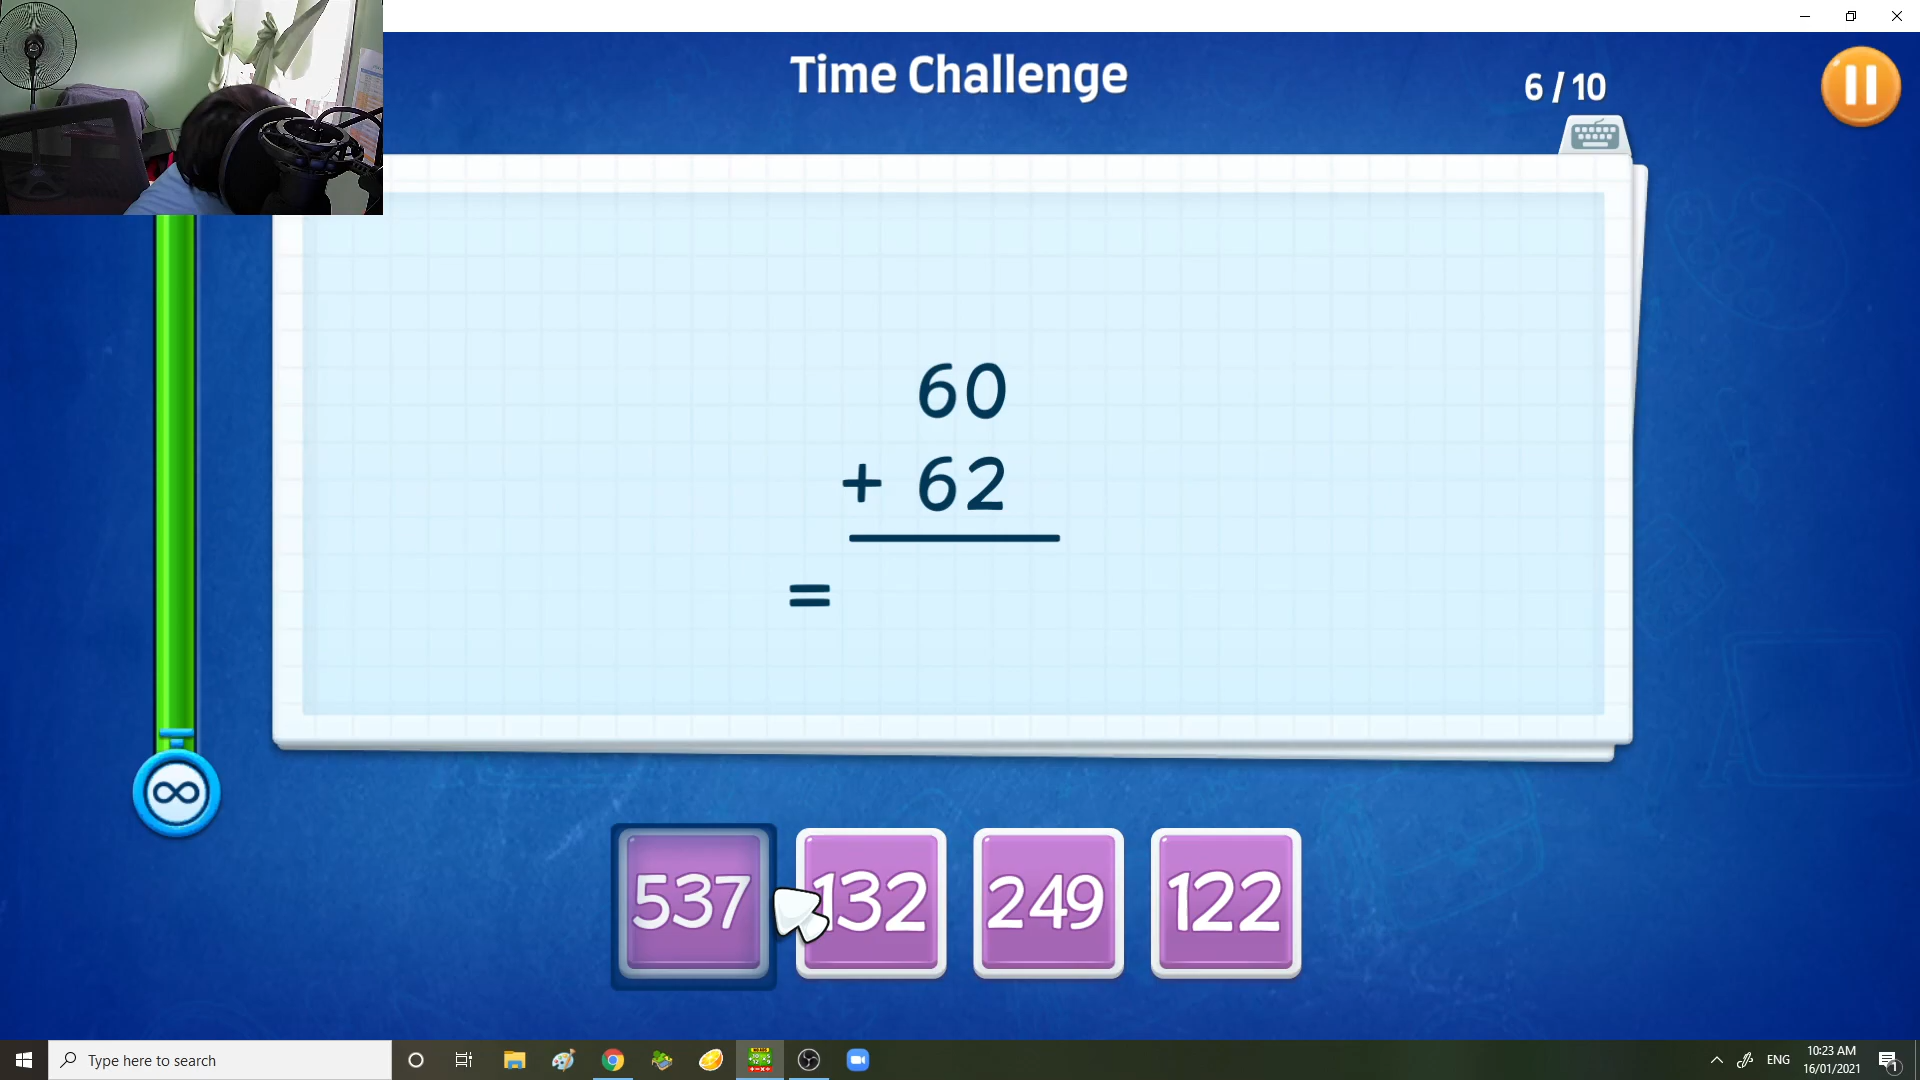 Time Challenge
6 / 10
60
+ 62
=
537
132
249
122
Type here to search
ENG
10:23 AM
16/01/2021
1